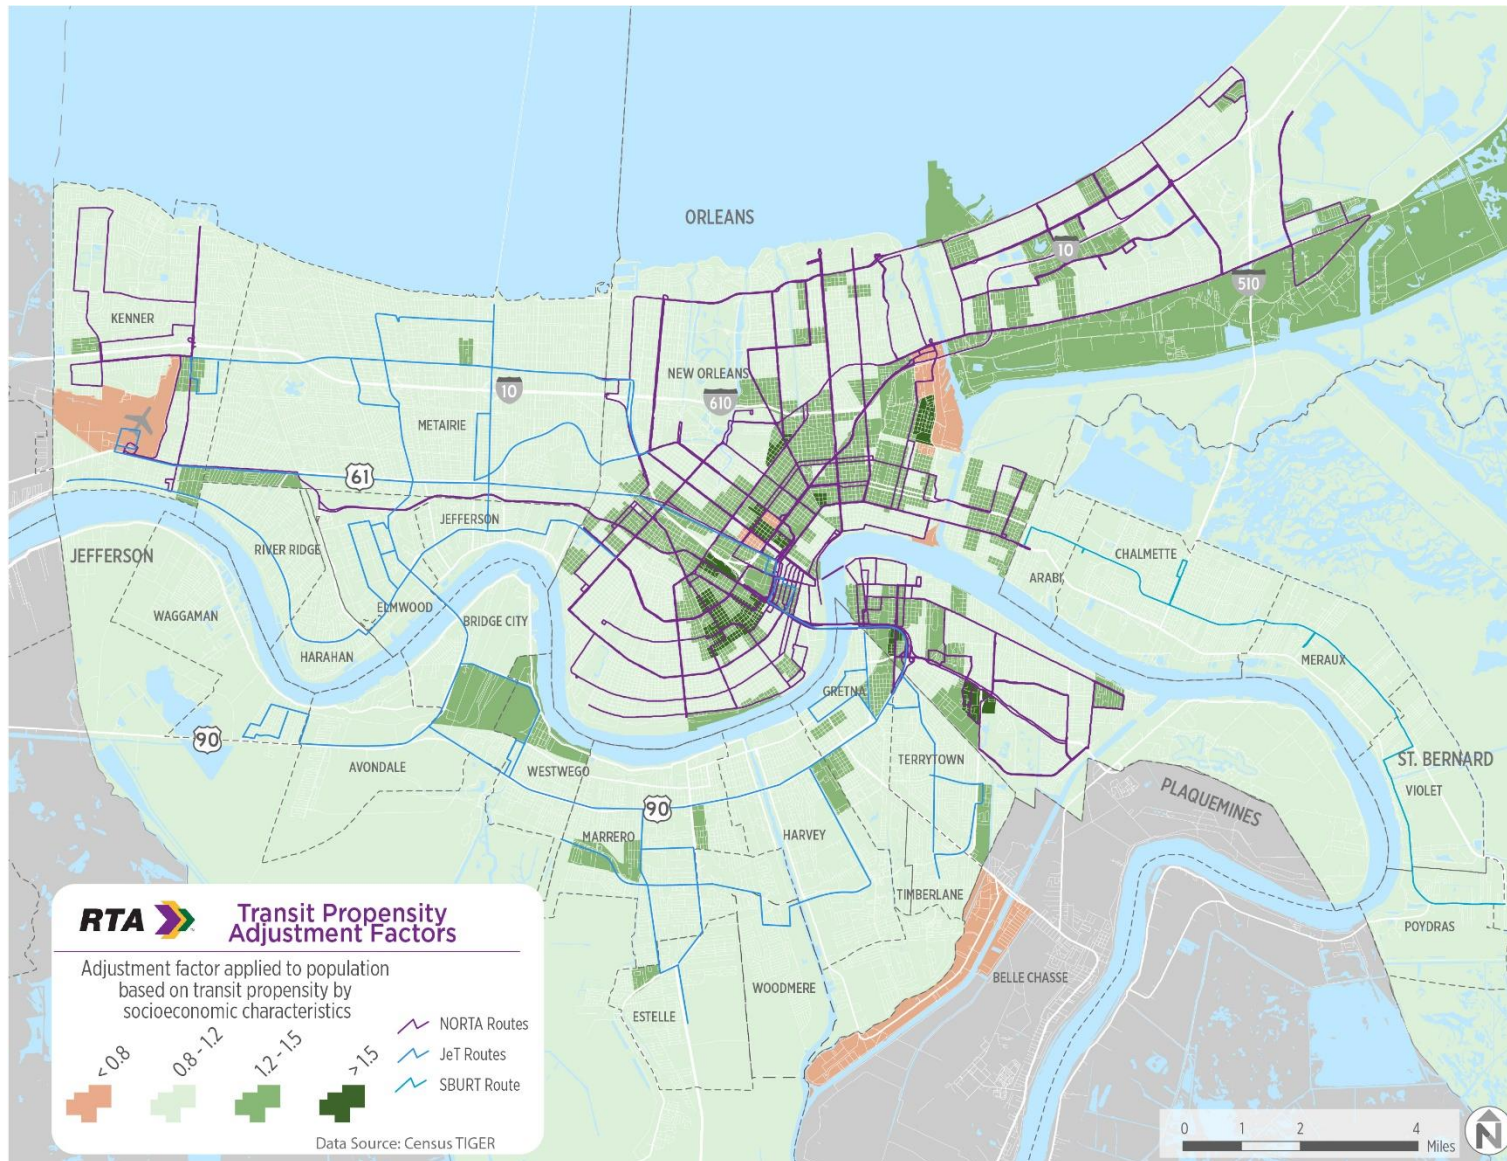 ORLEANS
KENNER
10
510
NEW ORLEANS
610
10
METAIRIE
61
JEFFERSON
JEFFERSON
RIVER RIDGE
CHALMETTE
ARABI
WAGGAMAN
ELMWOOD
BRIDGE CITY
HARAHAN
MERAUX
GRETNA
90
AVONDALE
WESTWEGO
TERRYTOWN
ST. BERNARD
PLAQUEMINES
VIOLET
90
MARRERO
HARVEY
TIMBERLANE
POYDRAS
BELLE CHASSE
WOODMERE
ESTELLE
RTA
Transit Propensity
Adjustment Factors
Adjustment factor applied to population
based on transit propensity by
socioeconomic characteristics
< 0.8
0.8 - 1.2
1.2 - 1.5
> 1.5
NORTA Routes
JeT Routes
SBURT Route
Data Source: Census TIGER
0 1 2 4
Miles
N